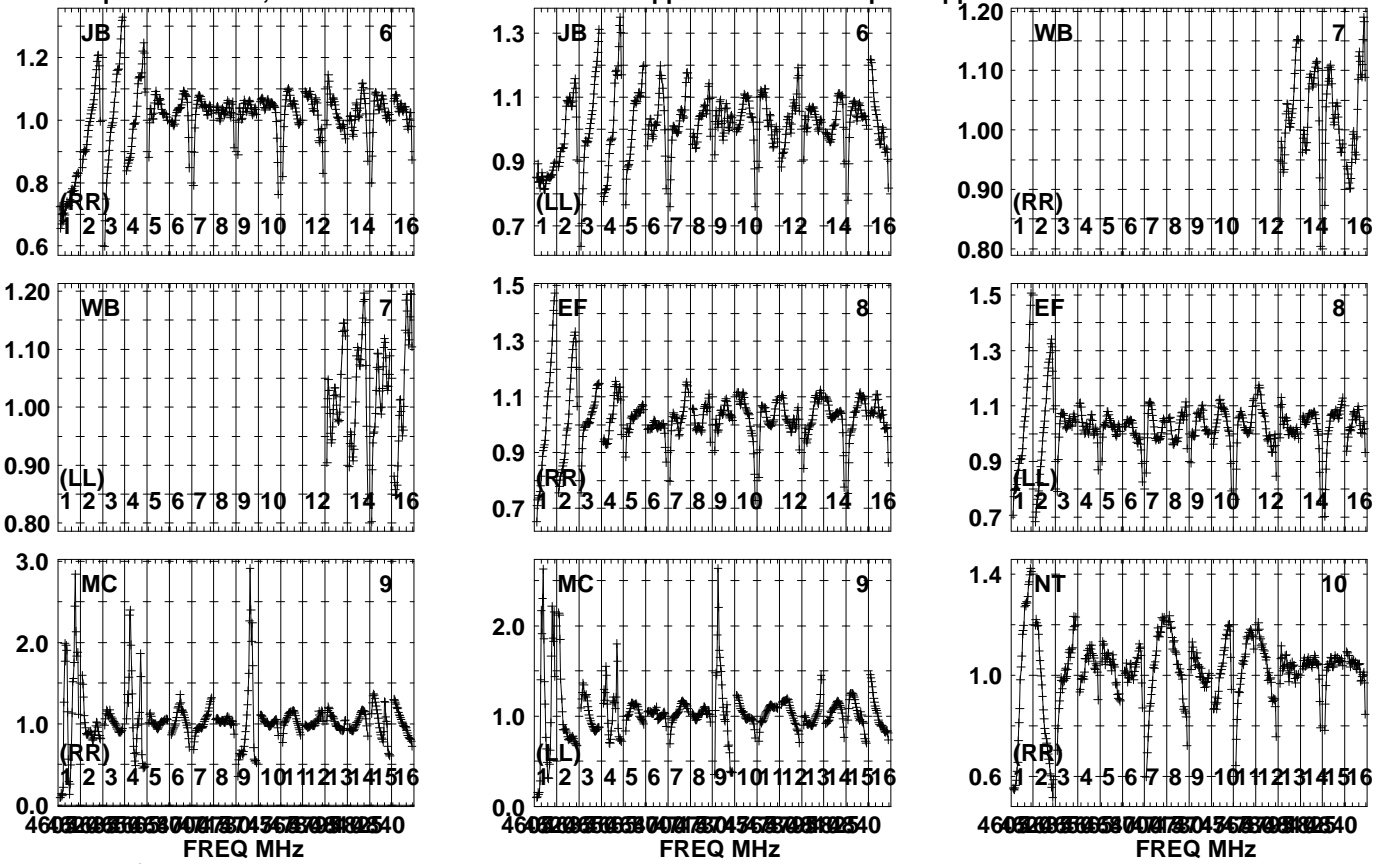 JB 6
1.2
1.0
0.8
0.6
(RR)
1 2 3 4 5 6 7 8 9 10 12 14 16
JB 6
1.3
1.1
0.9
0.7
(LL)
1 2 3 4 5 6 7 8 9 10 12 14 16
WB 7
1.20
1.10
1.00
0.90
0.80
(RR)
1 2 3 4 5 6 7 8 9 10 12 14 16
WB 7
1.20
1.10
1.00
0.90
0.80
(LL)
1 2 3 4 5 6 7 8 9 10 12 14 16
EF 8
1.5
1.3
1.1
0.9
0.7
(RR)
1 2 3 4 5 6 7 8 9 10 12 14 16
EF 8
1.5
1.3
1.1
0.9
0.7
(LL)
1 2 3 4 5 6 7 8 9 10 12 14 16
MC 9
3.0
2.0
1.0
0.0
(RR)
1 2 3 4 5 6 7 8 9 10 11 12 13 14 15 16
FREQ MHz
MC 9
2.0
1.0
0.0
(LL)
1 2 3 4 5 6 7 8 9 10 11 12 13 14 16
FREQ MHz
NT 10
1.4
1.0
0.6
(RR)
1 2 3 4 5 6 7 8 9 10 11 12 13 14 15 16
FREQ MHz